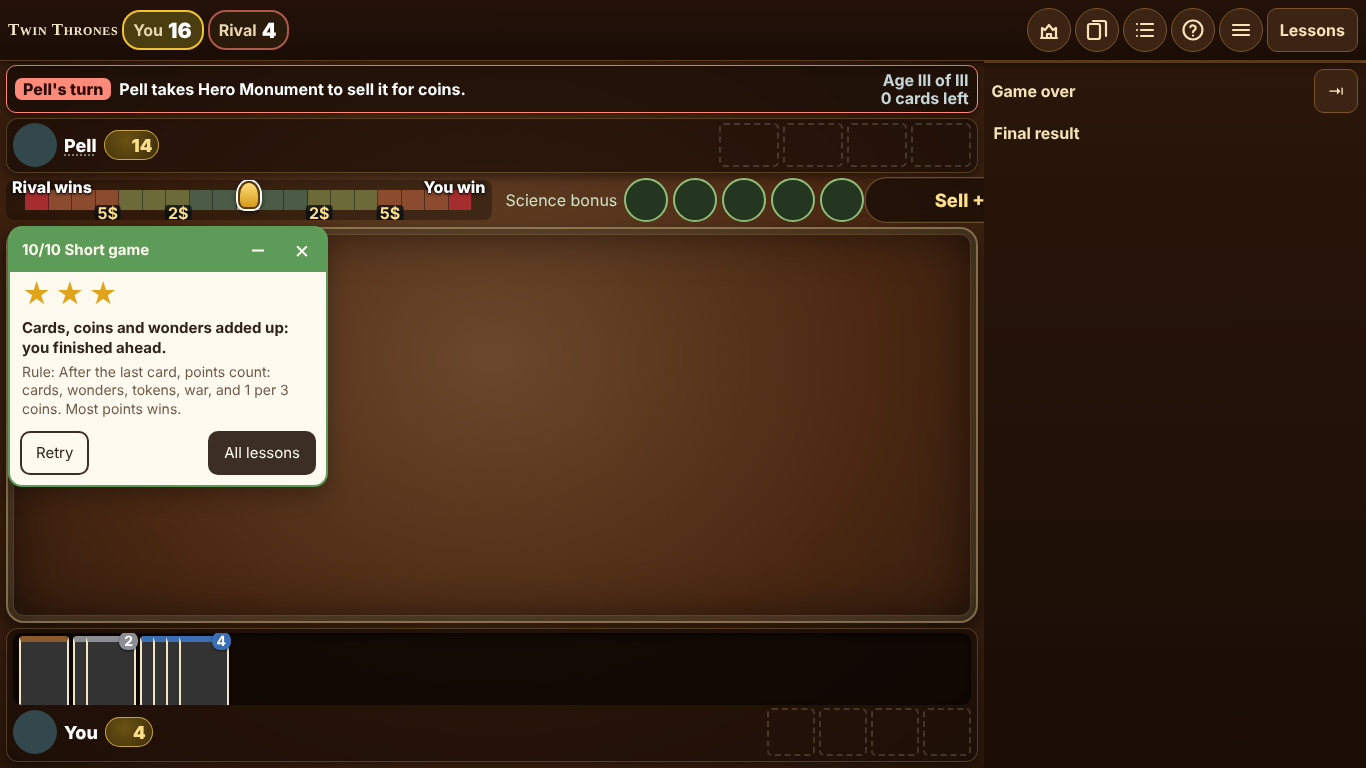 Twin Thrones
You 16
Rival 4
Lessons
Pell's turn
Pell takes Hero Monument to sell it for coins.
Age III of III
0 cards left
Game over
Final result
Pell
14
Rival wins
You win
5$
2$
2$
5$
Science bonus
Sell +
10/10 Short game
Cards, coins and wonders added up:
you finished ahead.
Rule: After the last card, points count:
cards, wonders, tokens, war, and 1 per 3
coins. Most points wins.
Retry
All lessons
2
4
You
4